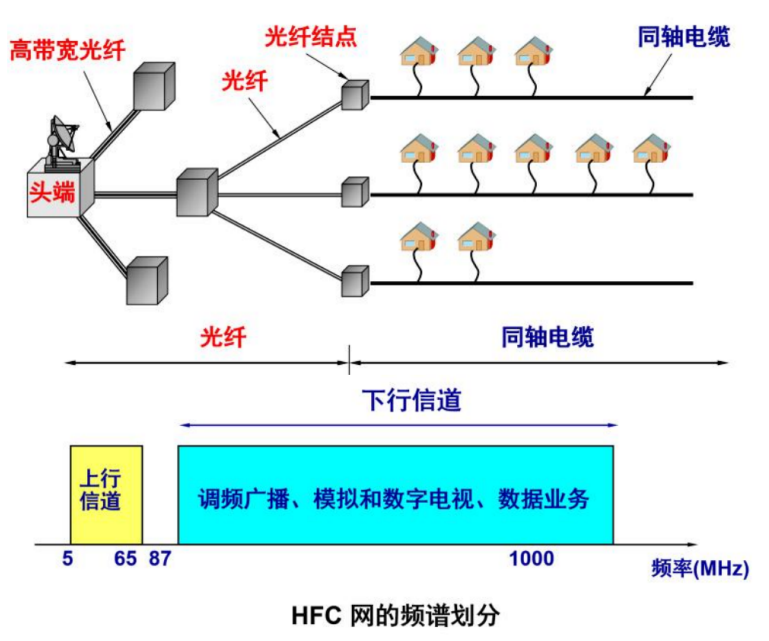 高带宽光纤
光纤结点
同轴电缆
光纤
头端
光纤
同轴电缆
下行信道
上行
信道
调频广播、模拟和数字电视、数据业务
5
65
87
1000
频率(MHz)
HFC 网的频谱划分